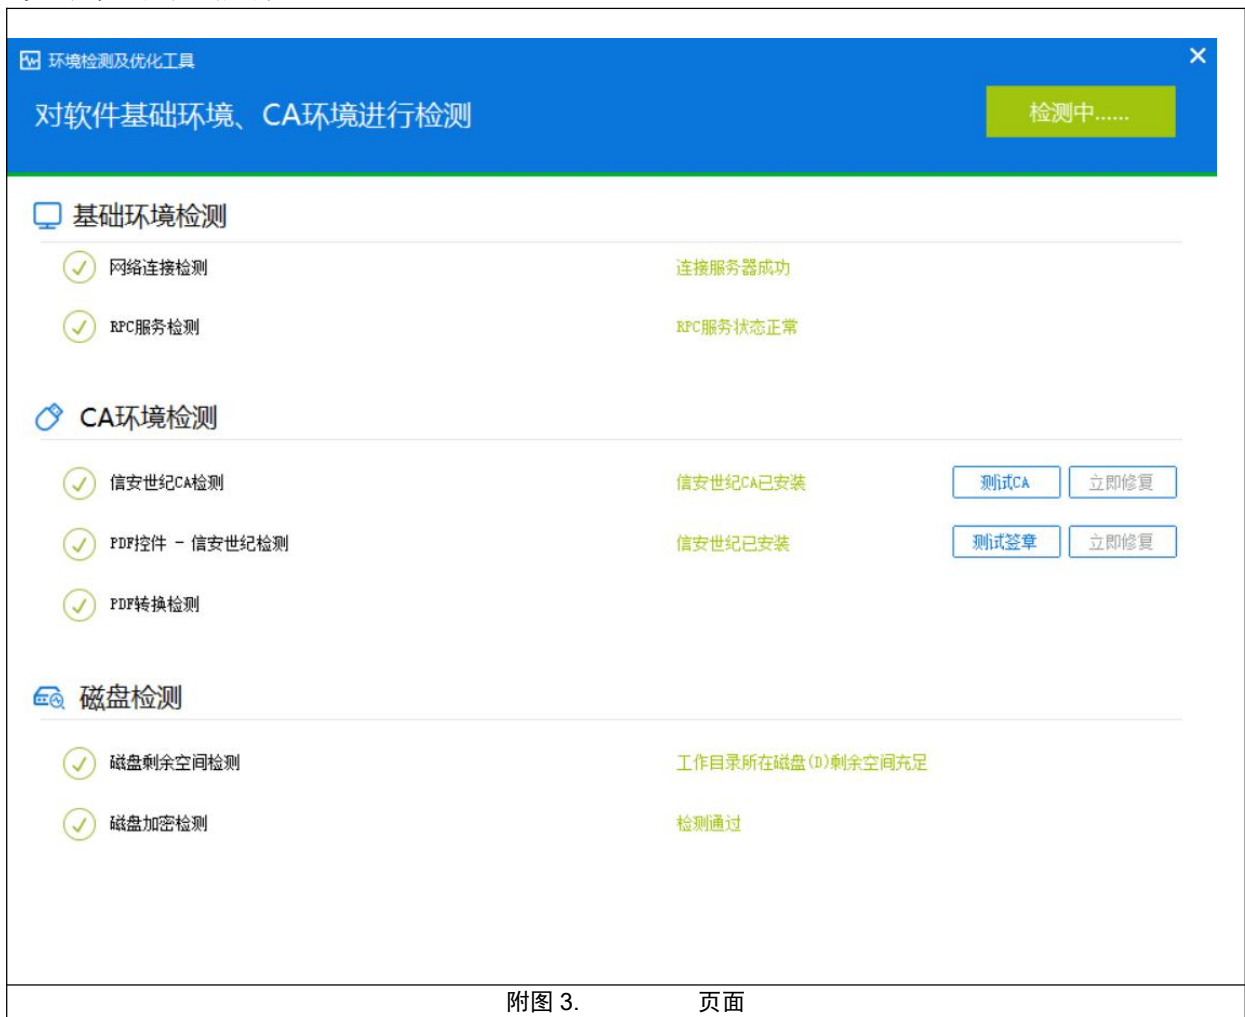 环境检测及优化工具
对软件基础环境、CA环境进行检测
检测中......
基础环境检测
网络连接检测 连接服务器成功
RPC服务检测 RPC服务状态正常
CA环境检测
信安世纪CA检测 信安世纪CA已安装 测试CA 立即修复
PDF控件 - 信安世纪检测 信安世纪已安装 测试签章 立即修复
PDF转换检测
磁盘检测
磁盘剩余空间检测 工作目录所在磁盘(D)剩余空间充足
磁盘加密检测 检测通过
附图 3. 页面